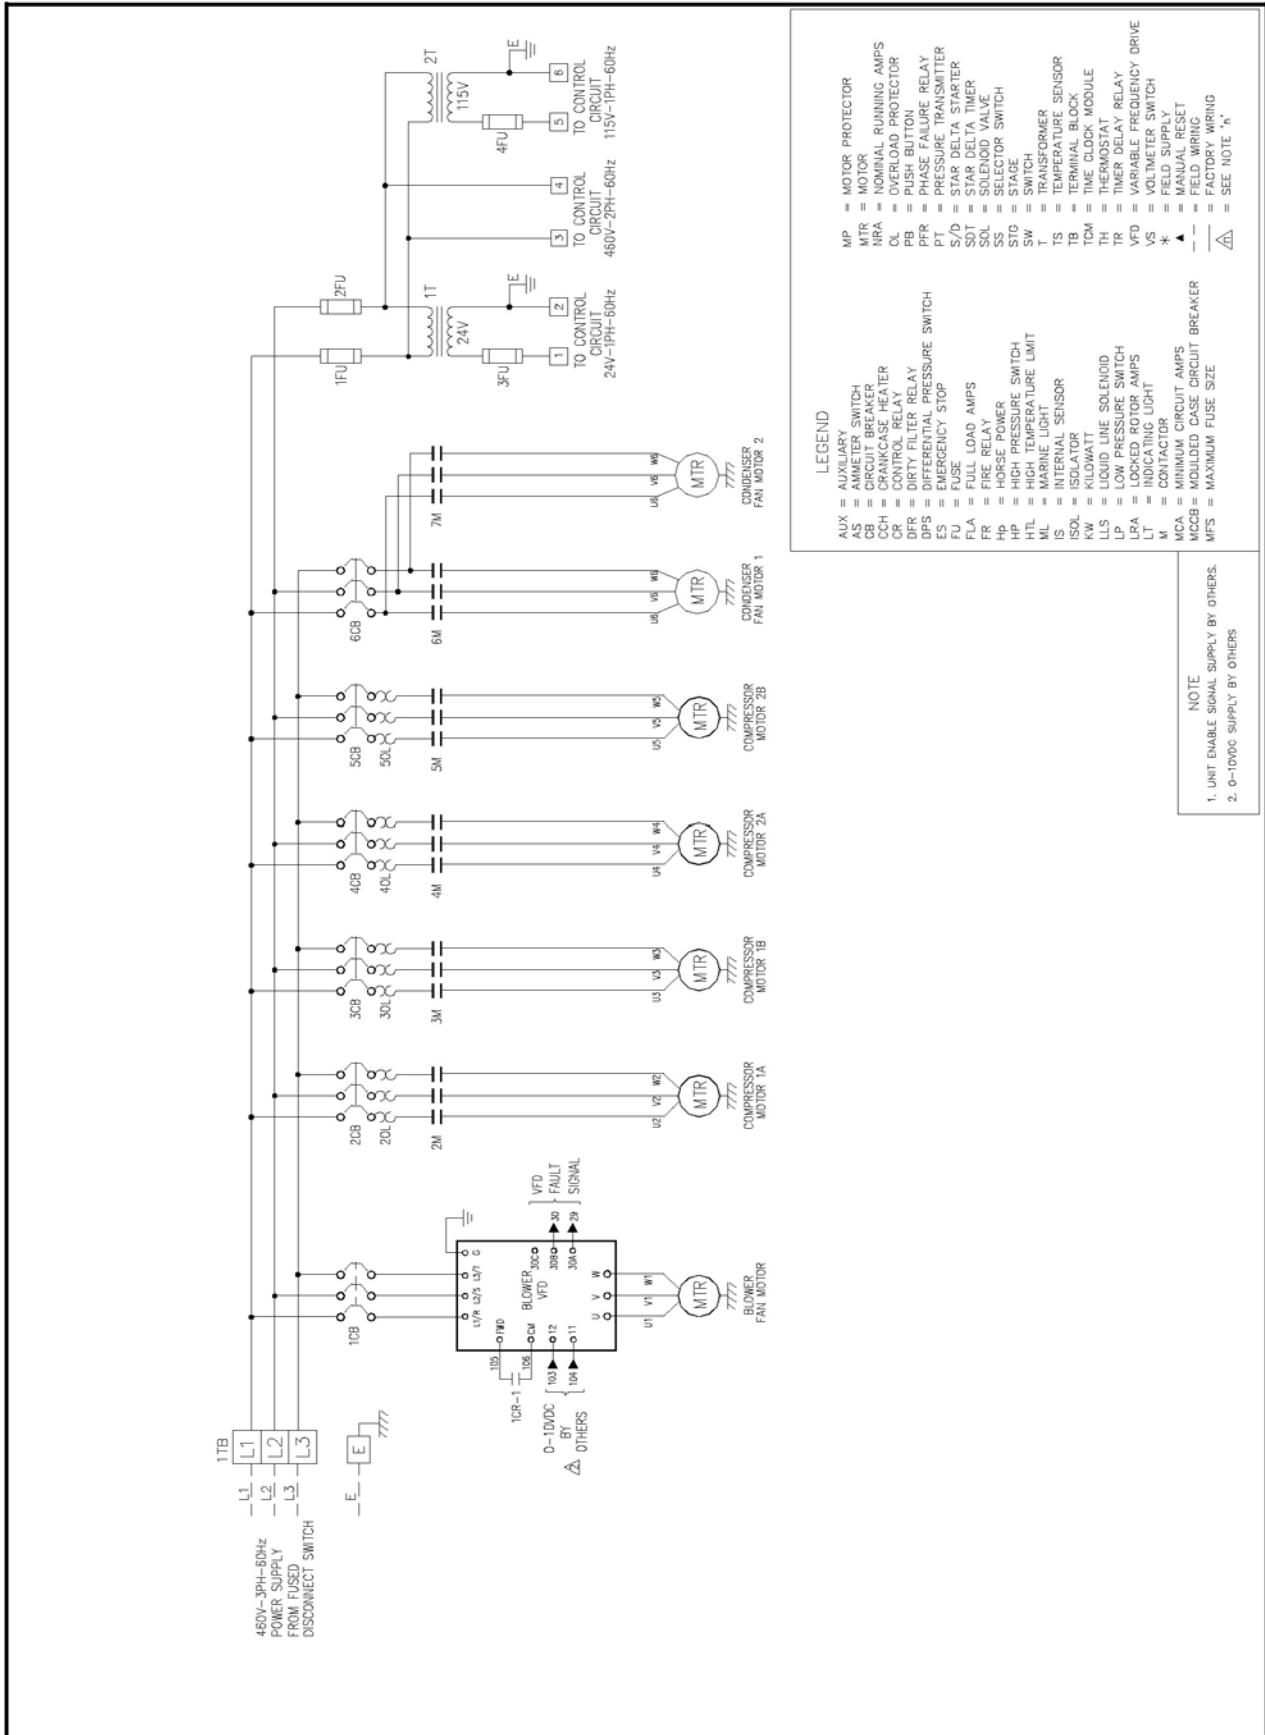 460V-3PH-60Hz
POWER SUPPLY
FROM FUSED
DISCONNECT SWITCH
L1
L2
L3
E
1TB
L1
L2
L3
E
1CB
L1/R
L2/S
L3/T
G
105
FWD
1CR-1
106
CM
103
12
104
11
0-10VDC
BY
2 OTHERS
BLOWER
VFD
30C
30B
30
30A
29
VFD
FAULT
SIGNAL
U
V
W
U1
V1
W1
MTR
BLOWER
FAN MOTOR
2CB
2OL
2M
U2
V2
W2
MTR
COMPRESSOR
MOTOR 1A
3CB
3OL
3M
U3
V3
W3
MTR
COMPRESSOR
MOTOR 1B
4CB
4OL
4M
U4
V4
W4
MTR
COMPRESSOR
MOTOR 2A
5CB
5OL
5M
U5
V5
W5
MTR
COMPRESSOR
MOTOR 2B
6CB
6M
U6
V6
W6
MTR
CONDENSER
FAN MOTOR 1
7M
U6
V6
W6
MTR
CONDENSER
FAN MOTOR 2
1FU
2FU
1T
24V
3FU
E
1
2
TO CONTROL
CIRCUIT
24V-1PH-60Hz
3
4
TO CONTROL
CIRCUIT
460V-2PH-60Hz
2T
115V
4FU
E
5
6
TO CONTROL
CIRCUIT
115V-1PH-60Hz
LEGEND
AUX = AUXILIARY
AS = AMMETER SWITCH
CB = CIRCUIT BREAKER
CCH = CRANKCASE HEATER
CR = CONTROL RELAY
DFR = DIRTY FILTER RELAY
DPS = DIFFERENTIAL PRESSURE SWITCH
ES = EMERGENCY STOP
FU = FUSE
FLA = FULL LOAD AMPS
FR = FIRE RELAY
Hp = HORSE POWER
HP = HIGH PRESSURE SWITCH
HTL = HIGH TEMPERATURE LIMIT
ML = MARINE LIGHT
IS = INTERNAL SENSOR
ISOL = ISOLATOR
KW = KILOWATT
LLS = LIQUID LINE SOLENOID
LP = LOW PRESSURE SWITCH
LRA = LOCKED ROTOR AMPS
LT = INDICATING LIGHT
M = CONTACTOR
MCA = MINIMUM CIRCUIT AMPS
MCCB = MOULDED CASE CIRCUIT BREAKER
MFS = MAXIMUM FUSE SIZE
MP = MOTOR PROTECTOR
MTR = MOTOR
NRA = NOMINAL RUNNING AMPS
OL = OVERLOAD PROTECTOR
PB = PUSH BUTTON
PFR = PHASE FAILURE RELAY
PT = PRESSURE TRANSMITTER
S/D = STAR DELTA STARTER
SDT = STAR DELTA TIMER
SOL = SOLENOID VALVE
SS = SELECTOR SWITCH
STG = STAGE
SW = SWITCH
T = TRANSFORMER
TS = TEMPERATURE SENSOR
TB = TERMINAL BLOCK
TCM = TIME CLOCK MODULE
TH = THERMOSTAT
TR = TIMER DELAY RELAY
VFD = VARIABLE FREQUENCY DRIVE
VS = VOLTMETER SWITCH
* = FIELD SUPPLY
▲ = MANUAL RESET
— — = FIELD WIRING
—— = FACTORY WIRING
n = SEE NOTE 'n'
NOTE
1. UNIT ENABLE SIGNAL SUPPLY BY OTHERS.
2. 0-10VDC SUPPLY BY OTHERS